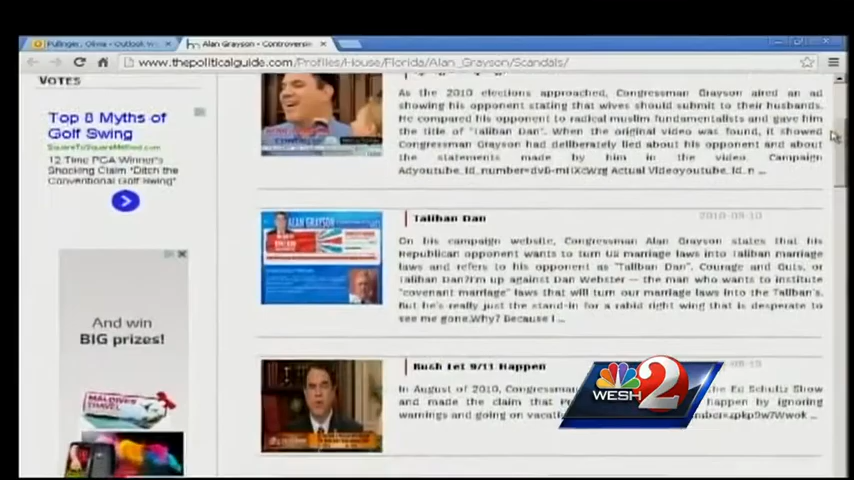 Pullinger, Olivia - Outlook W
Alan Grayson - Controversi
www.thepoliticalguide.com/Profiles/House/Florida/Alan_Grayson/Scandals/
VOTES
Top 8 Myths of
Golf Swing
SquareToSquareMethod.com
12-Time PGA Winner's
Shocking Claim "Ditch the
Conventional Golf Swing"
And win
BIG prizes!
MALDIVES
TRAVEL
As the 2010 elections approached, Congressman Grayson aired an ad
showing his opponent stating that wives should submit to their husbands.
He compared his opponent to radical muslim fundamentalists and gave him
the title of "Taliban Dan". When the original video was found, it showed
Congressman Grayson had deliberately lied about his opponent and about
the statements made by him in the video. Campaign
Actual Videoyoutube_id_n ...
ALAN GRAYSON
Taliban Dan
On his campaign website, Congressman Alan Grayson states that his
Republican opponent wants to turn US marriage laws into Taliban marriage
laws and refers to his opponent as "Taliban Dan". Courage and Guts, or
Taliban Dan?I'm up against Dan Webster — the man who wants to institute
"covenant marriage" laws that will turn our marriage laws into the Taliban's.
But he's really just the stand-in for a rabid right wing that is desperate to
see me gone.Why? Because I ...
Bush Let 9/11 Happen
In August of 2010, Congressma the Ed Schultz Show
and made the claim that happen by ignoring
warnings and going on vacati
WESH 2